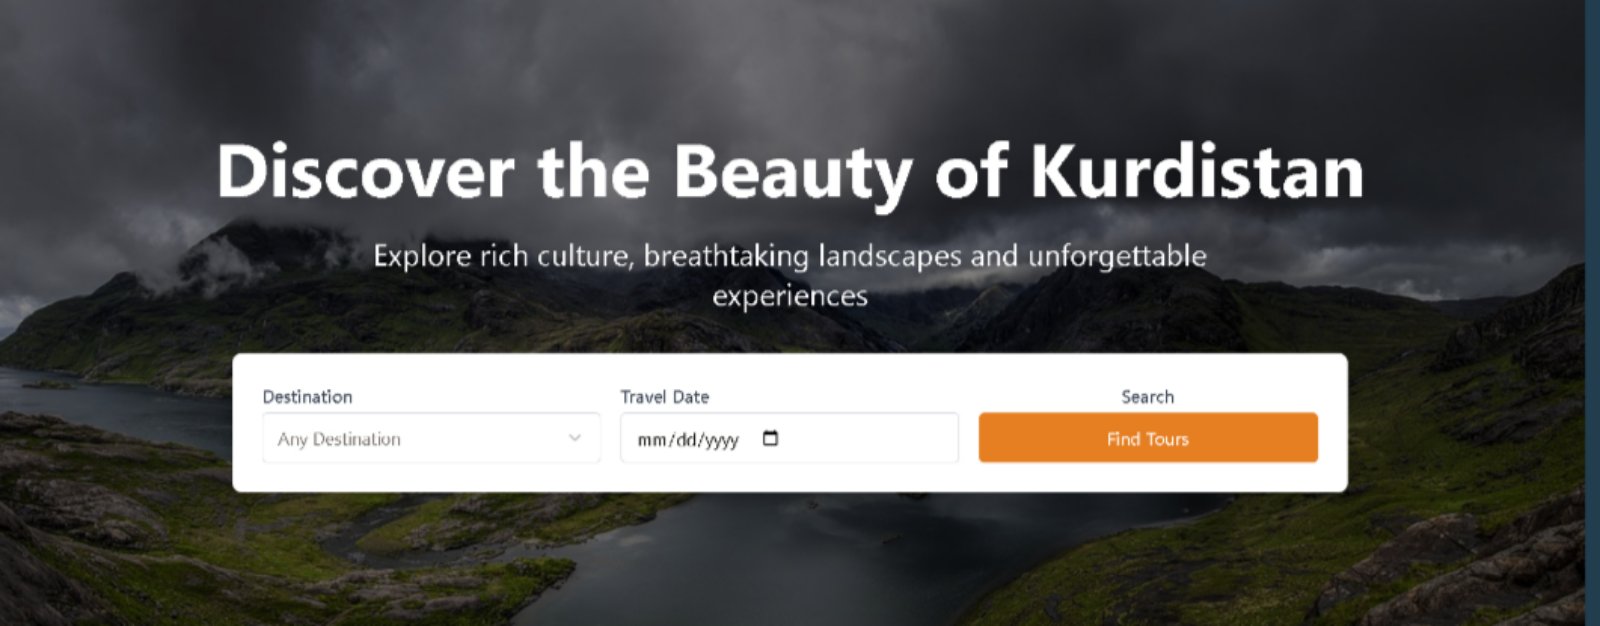 Discover the Beauty of Kurdistan
Explore rich culture, breathtaking landscapes and unforgettable
experiences
Destination
Travel Date
Search
Any Destination
mm/dd/yyyy
Find Tours